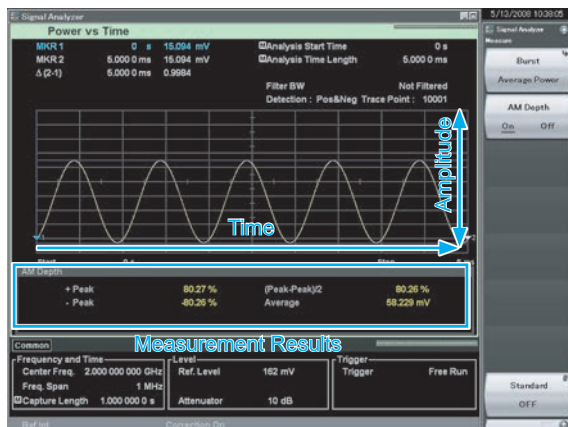 Signal Analyzer
5/13/2008 10:38:05
Power vs Time
MKR 1 0 s 15.094 mV
MKR 2 5.000 0 ms 15.094 mV
Δ (2-1) 5.000 0 ms 0.9984
Analysis Start Time 0 s
Analysis Time Length 5.000 0 ms
Filter BW Not Filtered
Detection : Pos&Neg Trace Point : 10001
Amplitude
Time
1
2
Start 0 s Stop 5 ms
AM Depth
+ Peak 80.27 % (Peak-Peak)/2 80.26 %
- Peak -80.26 % Average 58.229 mV
Measurement Results
Common
Frequency and Time
Center Freq. 2.000 000 000 GHz
Freq. Span 1 MHz
Capture Length 1.000 000 0 s
Level
Ref. Level 162 mV
Attenuator 10 dB
Trigger
Trigger Free Run
Ref.Int Correction On
Signal Analyzer
Measure
Burst
Average Power
AM Depth
On Off
Standard
OFF